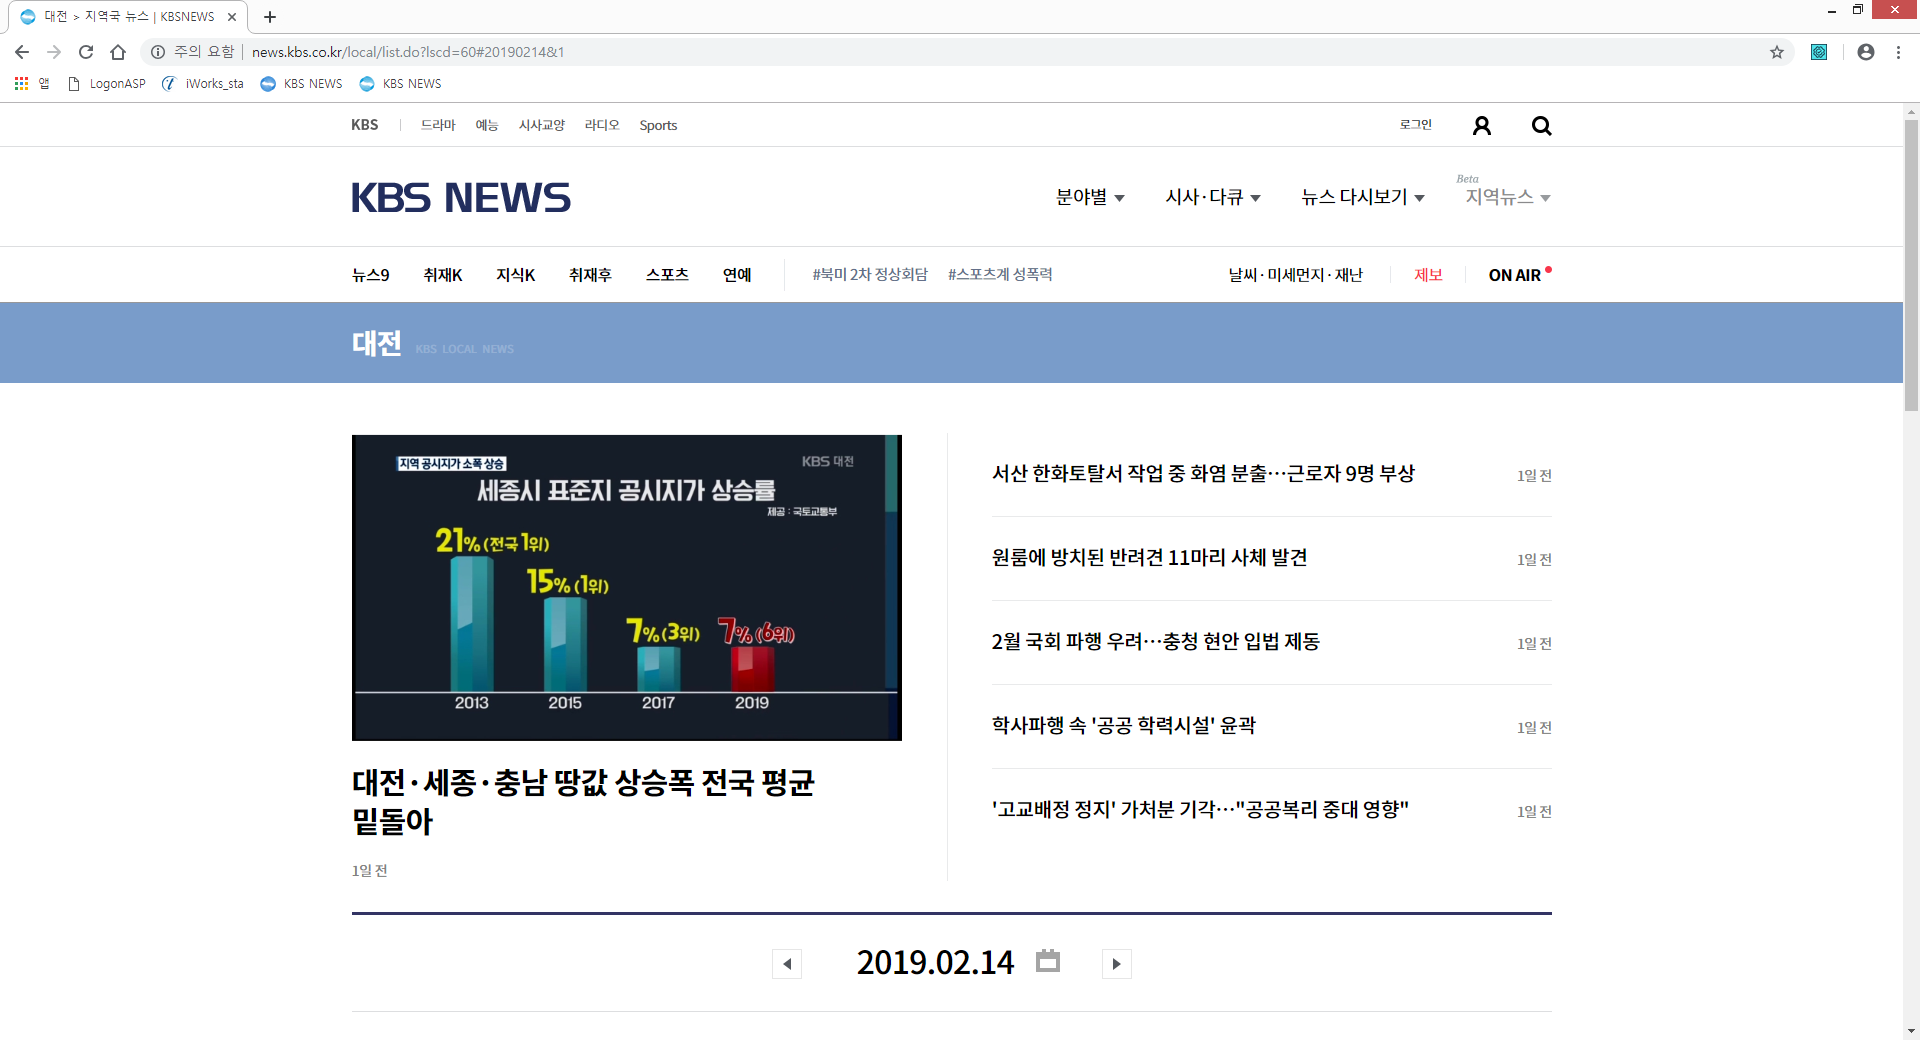 대전 > 지역국 뉴스 | KBSNEWS
주의 요함 | news.kbs.co.kr/local/list.do?lscd=60#20190214&1
앱 LogonASP iWorks_sta KBS NEWS KBS NEWS
KBS 드라마 예능 시사교양 라디오 Sports 로그인
KBS NEWS
분야별 시사·다큐 뉴스 다시보기 Beta 지역뉴스
뉴스9 취재K 지식K 취재후 스포츠 연예 #북미 2차 정상회담 #스포츠계 성폭력 날씨·미세먼지·재난 제보 ON AIR
대전 KBS LOCAL NEWS
지역 공시지가 소폭 상승 KBS 대전
세종시 표준지 공시지가 상승률
제공 : 국토교통부
21% (전국 1위)
15% (1위)
7% (3위) 7% (6위)
2013 2015 2017 2019
대전·세종·충남 땅값 상승폭 전국 평균
밑돌아
1일 전
서산 한화토탈서 작업 중 화염 분출…근로자 9명 부상 1일 전
원룸에 방치된 반려견 11마리 사체 발견 1일 전
2월 국회 파행 우려…충청 현안 입법 제동 1일 전
학사파행 속 '공공 학력시설' 윤곽 1일 전
'고교배정 정지' 가처분 기각…"공공복리 중대 영향" 1일 전
2019.02.14